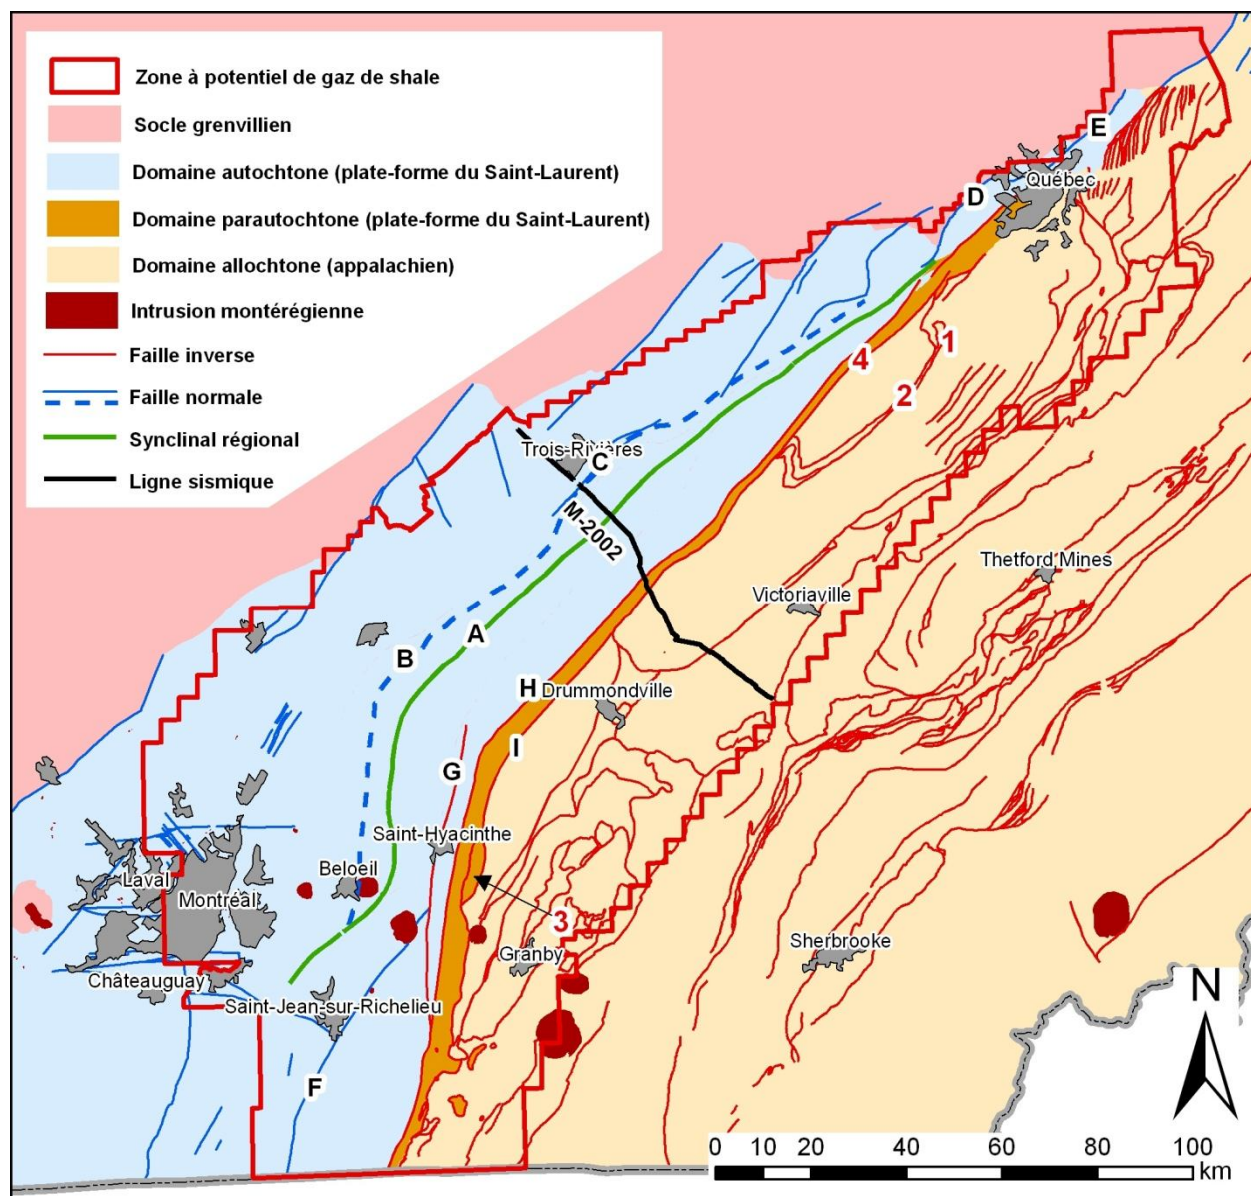 Zone à potentiel de gaz de shale
Socle grenvillien
Domaine autochtone (plate-forme du Saint-Laurent)
Domaine parautochtone (plate-forme du Saint-Laurent)
Domaine allochtone (appalachien)
Intrusion montérégienne
Faille inverse
Faille normale
Synclinal régional
Ligne sismique
E
Québec
D
1
4
2
Trois-Rivières
C
M-2002
Thetford Mines
Victoriaville
A
B
H
Drummondville
I
G
Saint-Hyacinthe
Beloeil
Laval
Montréal
3
Granby
Sherbrooke
Châteauguay
Saint-Jean-sur-Richelieu
F
N
0 10 20 40 60 80 100
km